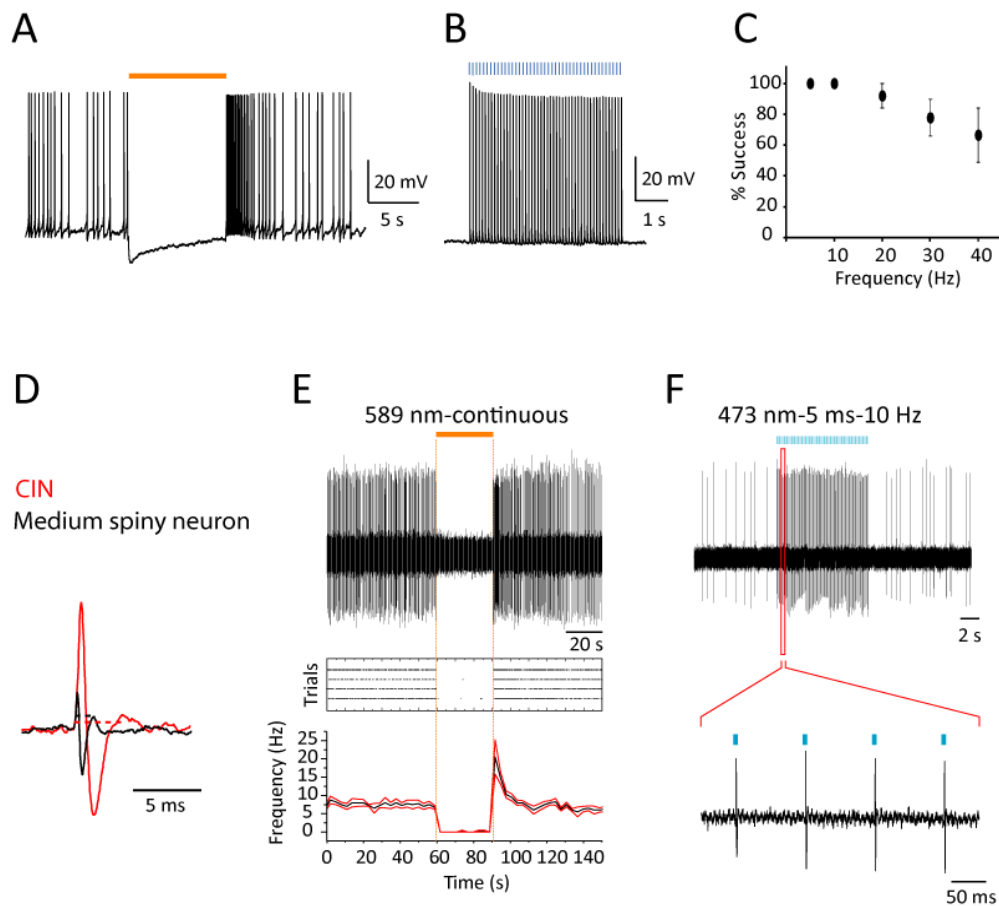 A
20 mV
5 s
B
20 mV
1 s
C
% Success
100
80
60
40
20
0
10 20 30 40
Frequency (Hz)
D
CIN
Medium spiny neuron
5 ms
E
589 nm-continuous
20 s
Trials
Frequency (Hz)
25
20
15
10
5
0
0 20 40 60 80 100 120 140
Time (s)
F
473 nm-5 ms-10 Hz
2 s
50 ms